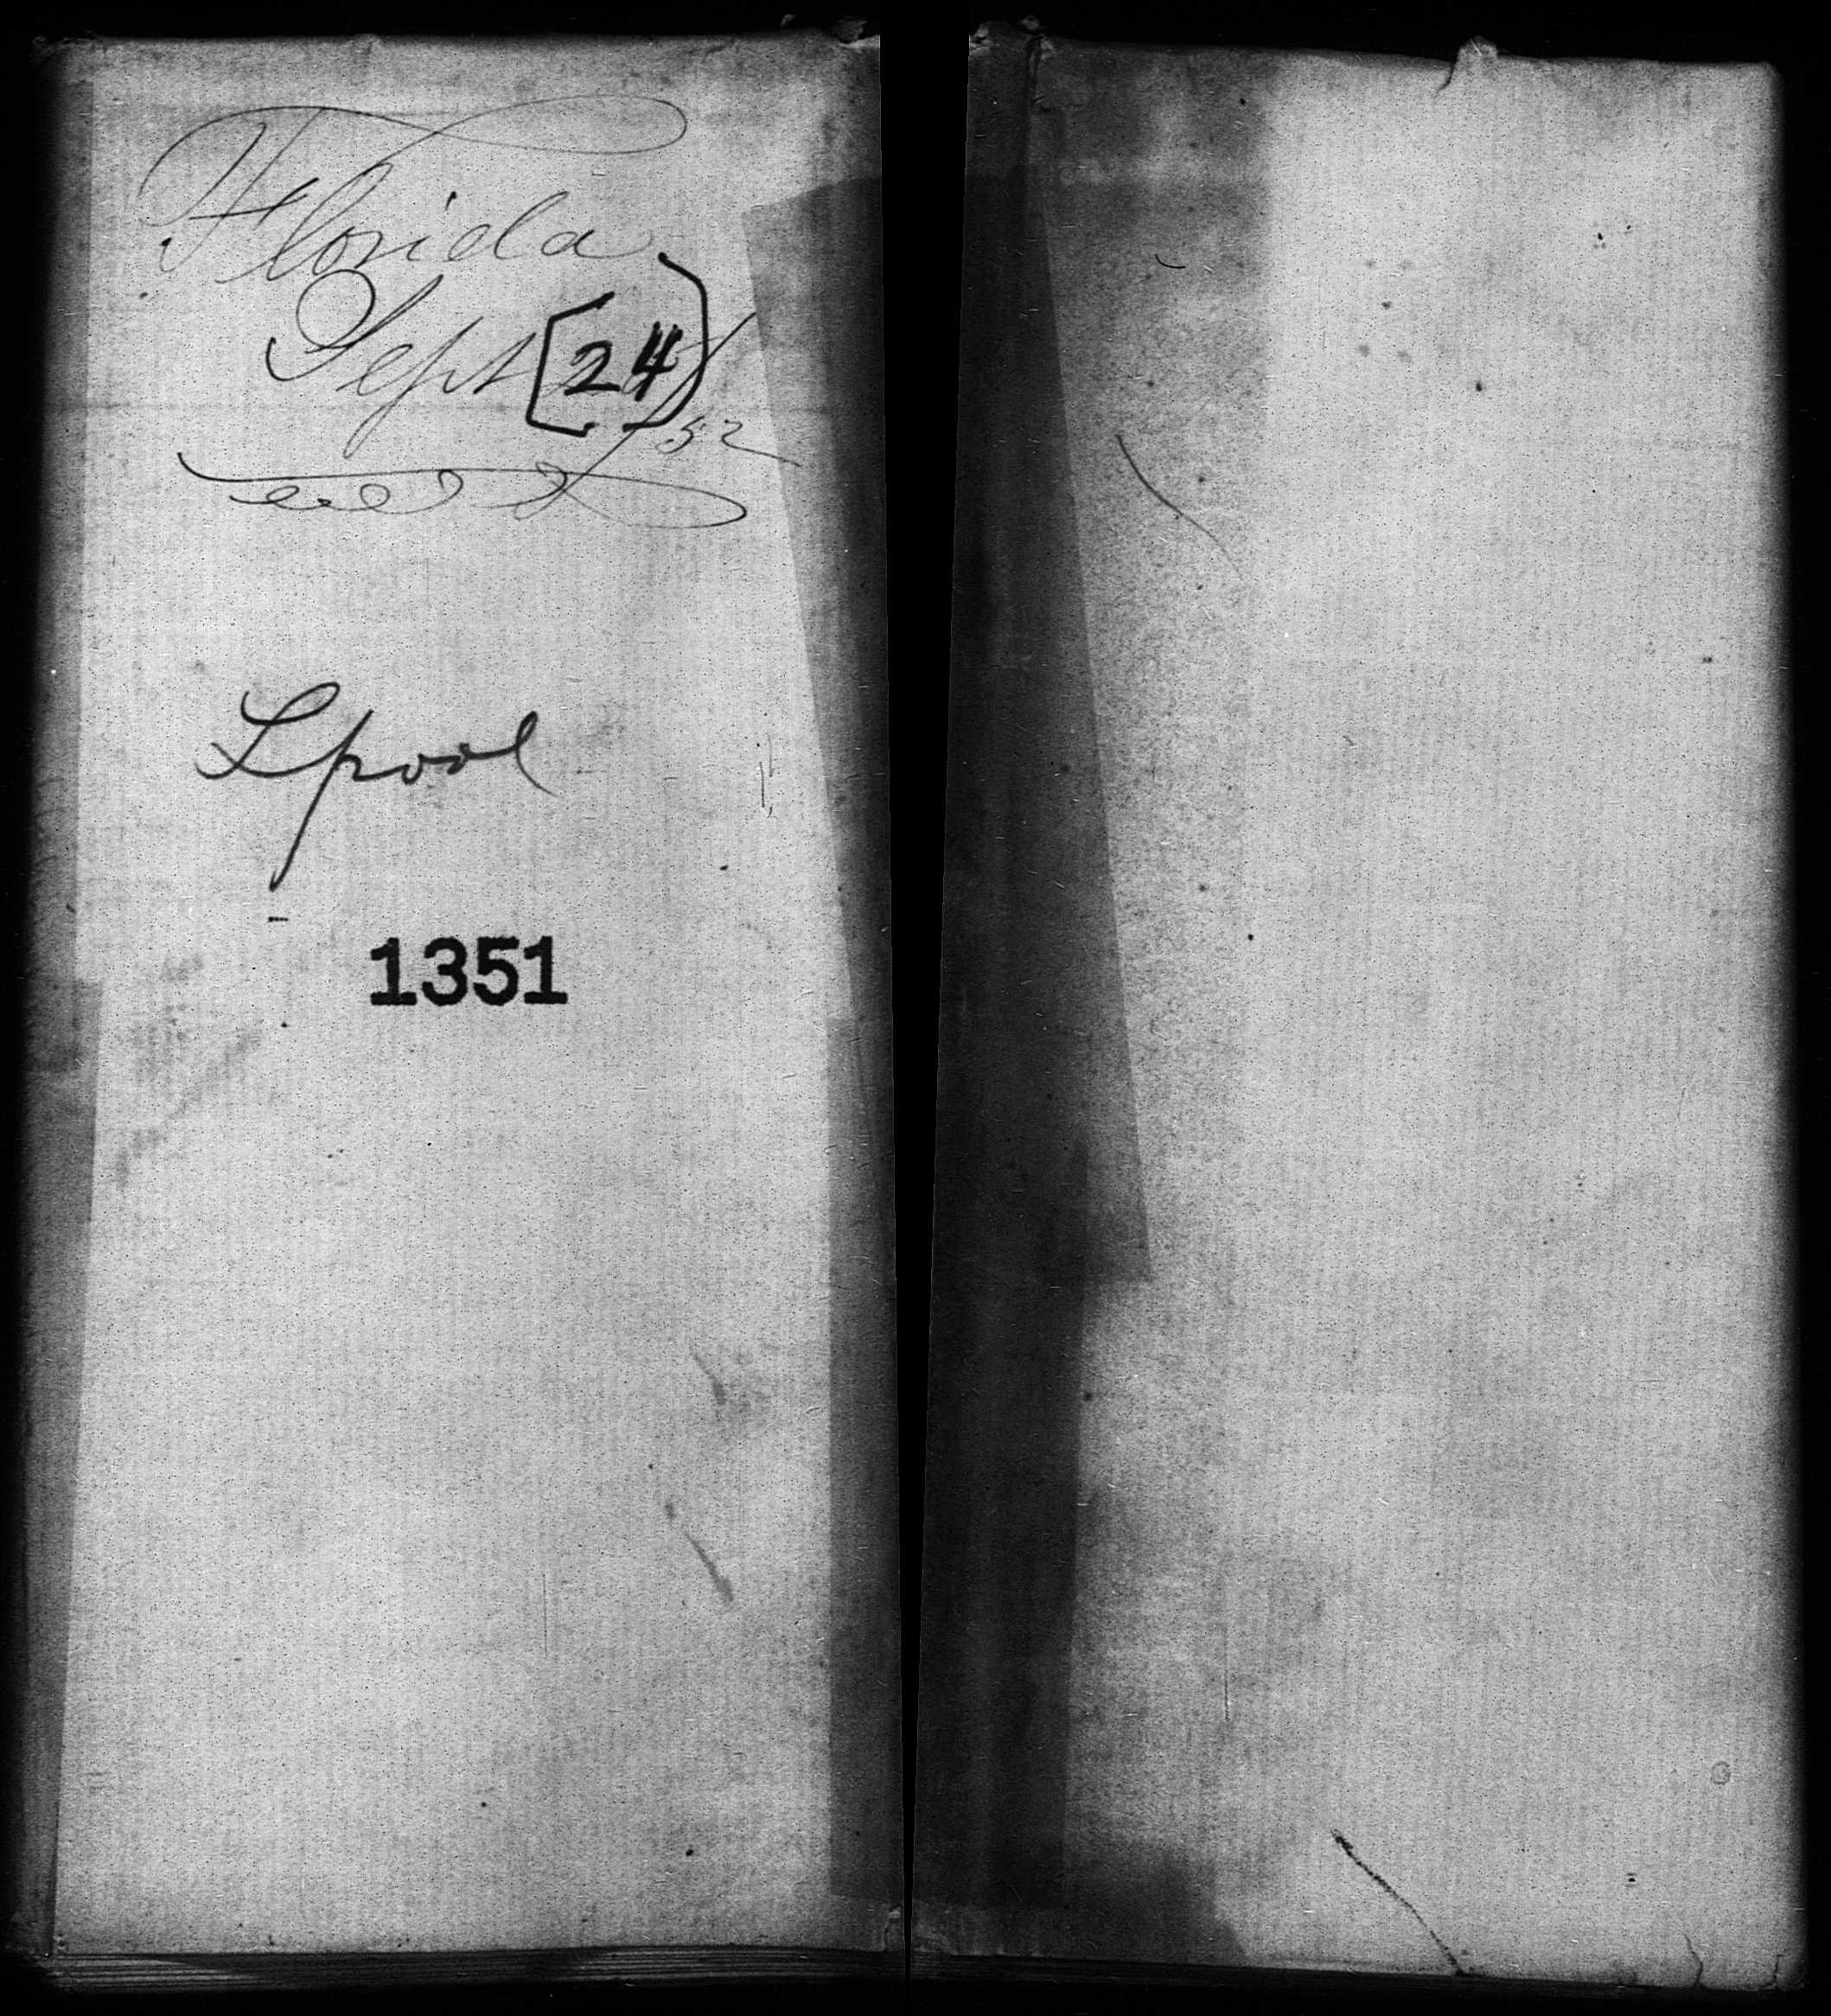 Florida
Sept [24)
/52
Lpool
1351